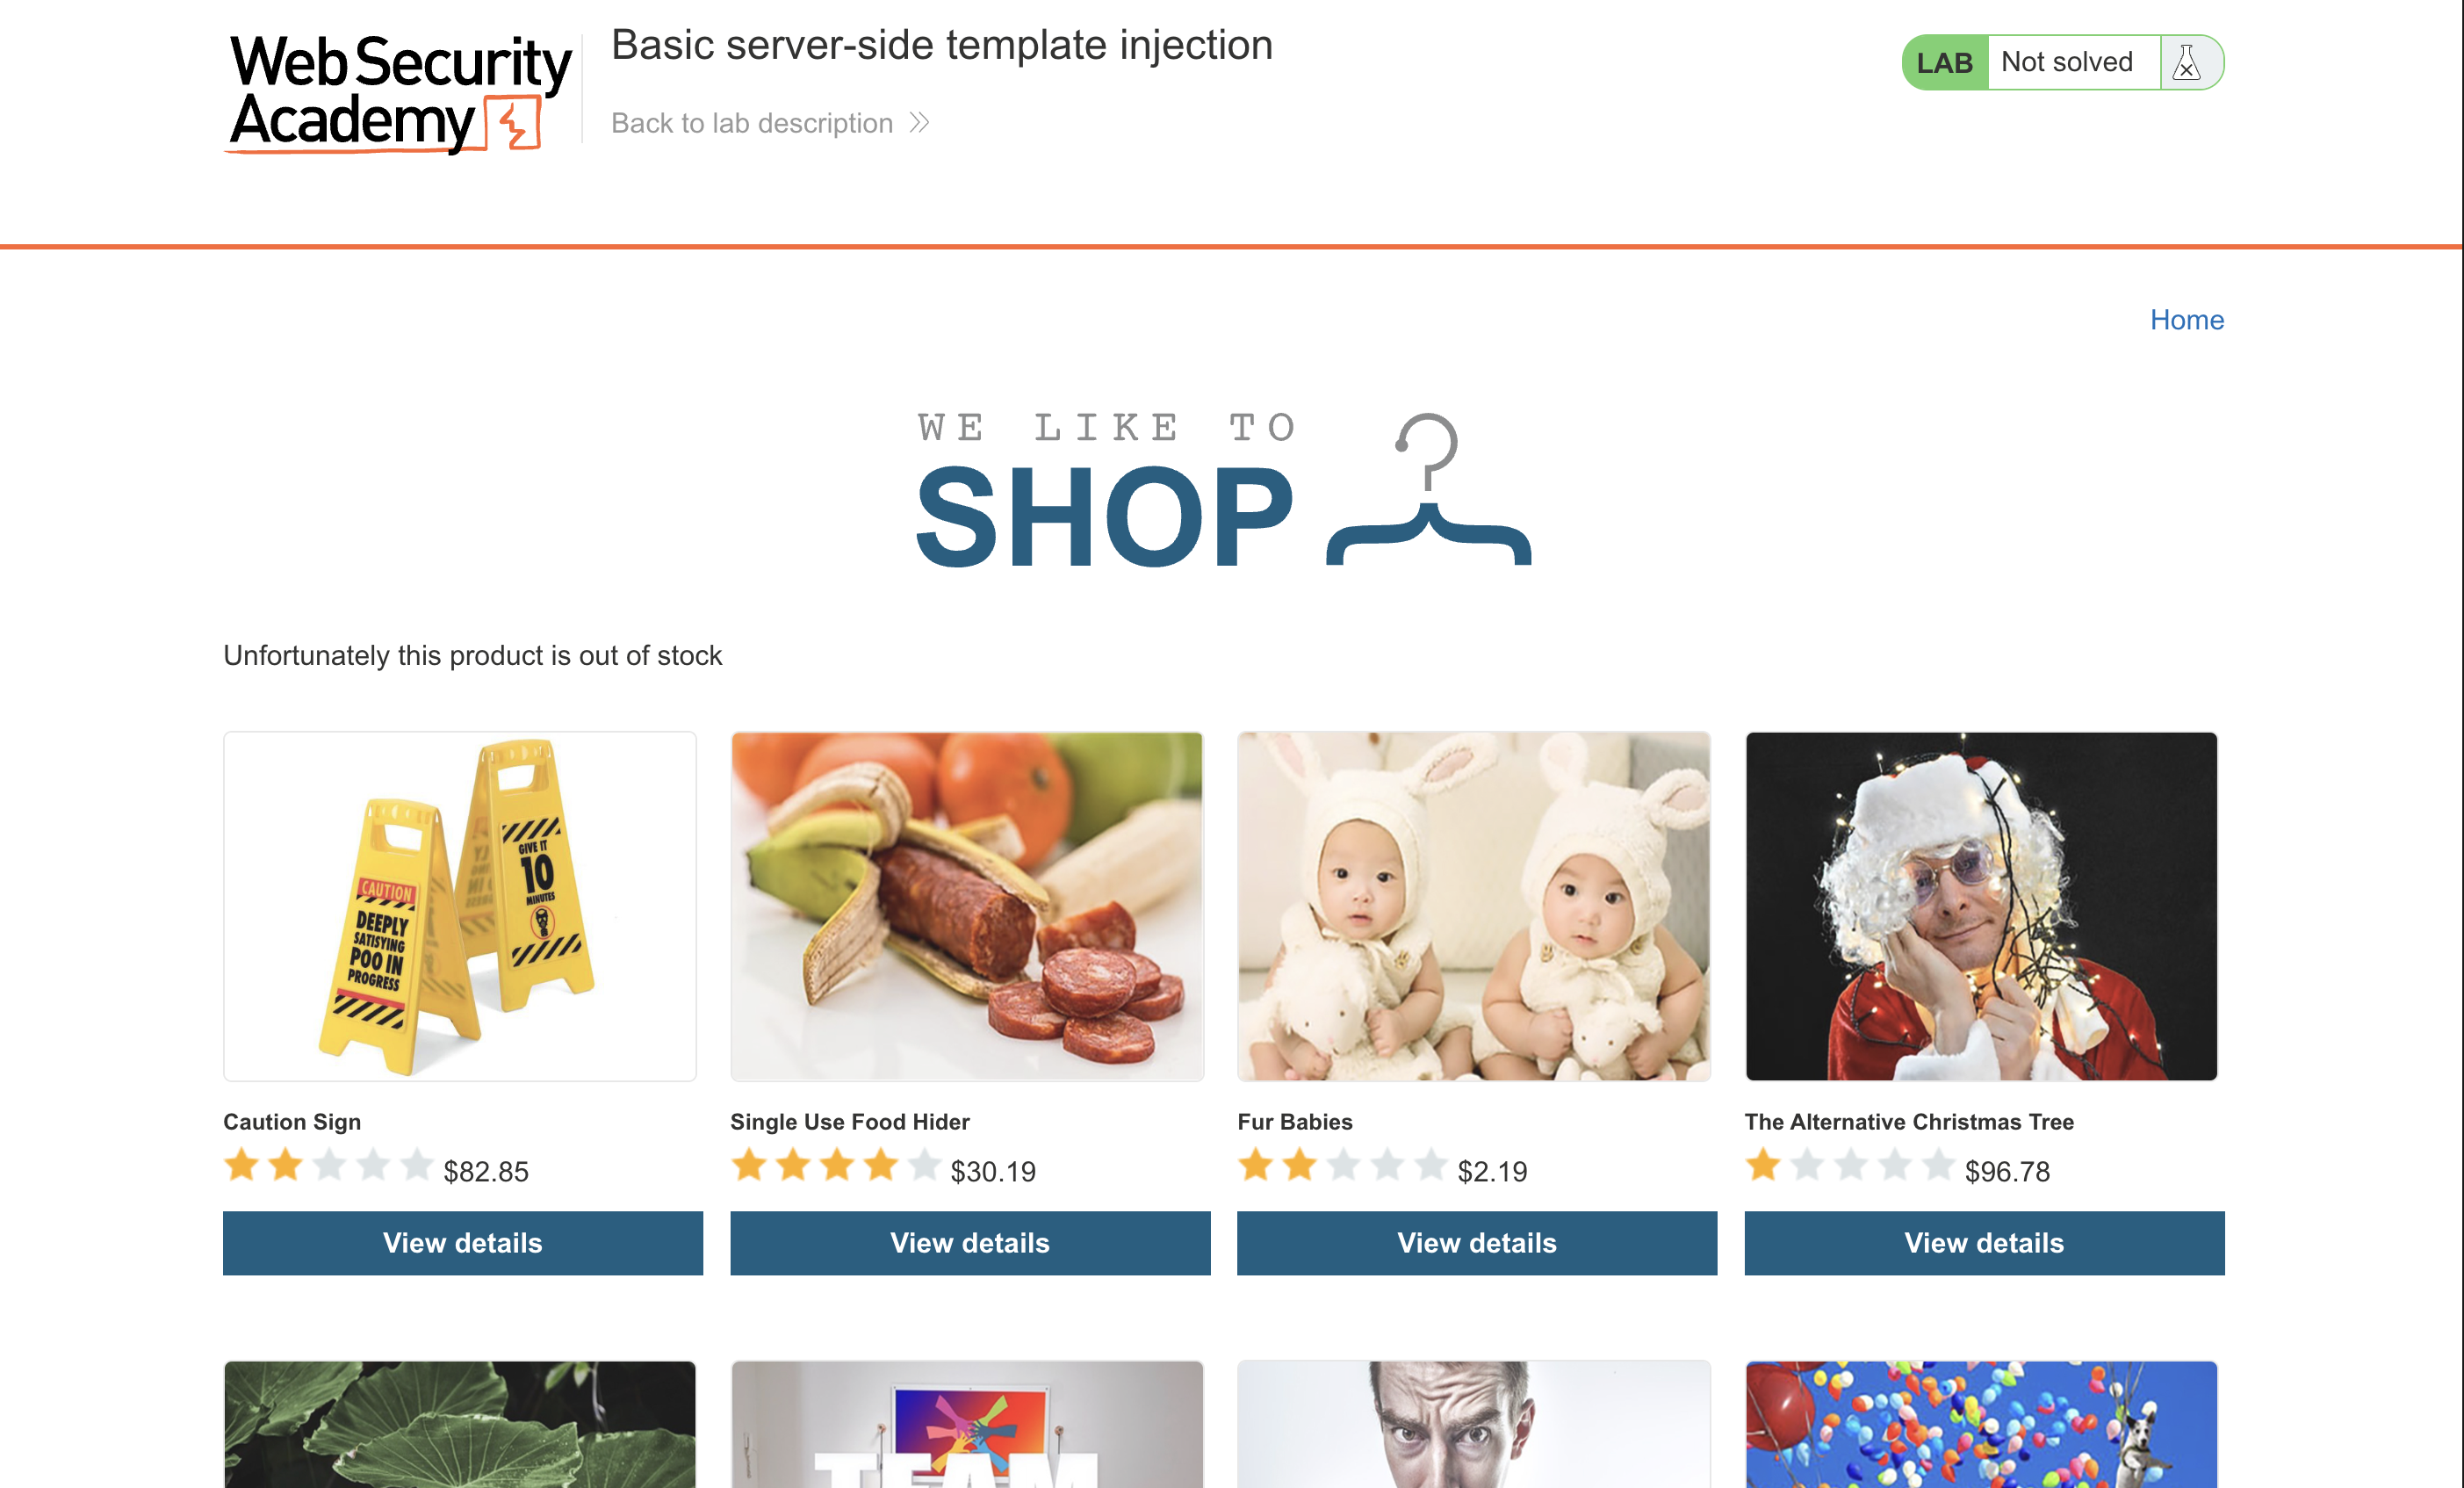 Web Security
Academy
Basic server-side template injection
Back to lab description
LAB Not solved
Home
WE LIKE TO
SHOP
Unfortunately this product is out of stock
CAUTION
DEEPLY
SATISYING
POO IN
PROGRESS
GIVE IT
10
MINUTES
Caution Sign
$82.85
View details
Single Use Food Hider
$30.19
View details
Fur Babies
$2.19
View details
The Alternative Christmas Tree
$96.78
View details
TEAM